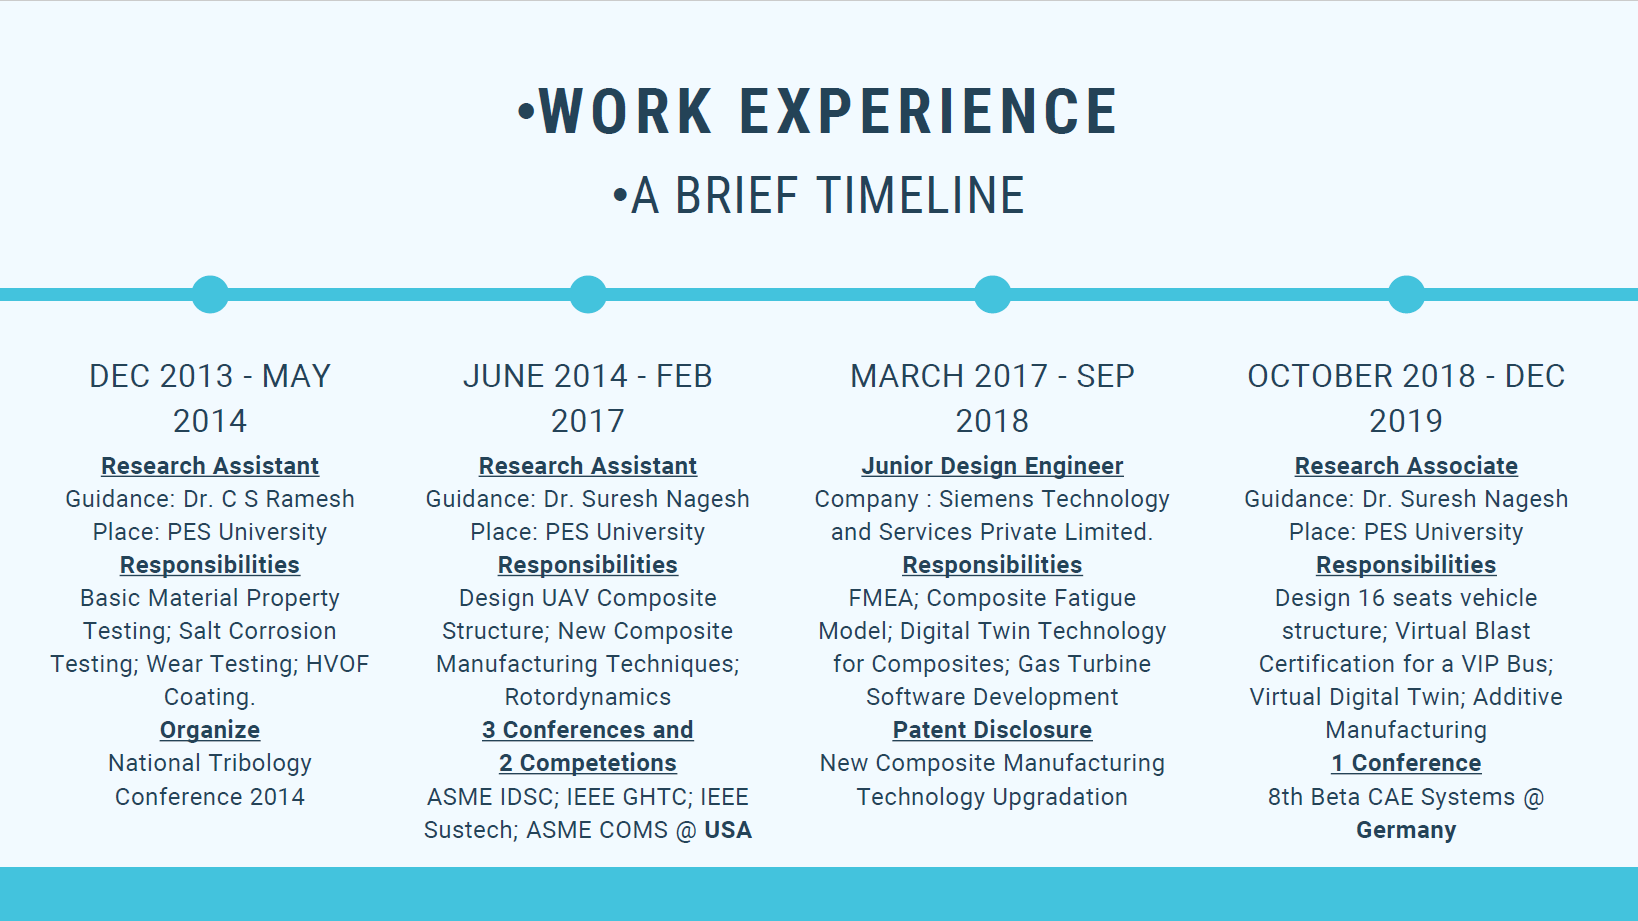 •WORK EXPERIENCE
•A BRIEF TIMELINE
DEC 2013 - MAY
2014
Research Assistant
Guidance: Dr. C S Ramesh
Place: PES University
Responsibilities
Basic Material Property
Testing; Salt Corrosion
Testing; Wear Testing; HVOF
Coating.
Organize
National Tribology
Conference 2014
JUNE 2014 - FEB
2017
Research Assistant
Guidance: Dr. Suresh Nagesh
Place: PES University
Responsibilities
Design UAV Composite
Structure; New Composite
Manufacturing Techniques;
Rotordynamics
3 Conferences and
2 Competetions
ASME IDSC; IEEE GHTC; IEEE
Sustech; ASME COMS @ USA
MARCH 2017 - SEP
2018
Junior Design Engineer
Company : Siemens Technology
and Services Private Limited.
Responsibilities
FMEA; Composite Fatigue
Model; Digital Twin Technology
for Composites; Gas Turbine
Software Development
Patent Disclosure
New Composite Manufacturing
Technology Upgradation
OCTOBER 2018 - DEC
2019
Research Associate
Guidance: Dr. Suresh Nagesh
Place: PES University
Responsibilities
Design 16 seats vehicle
structure; Virtual Blast
Certification for a VIP Bus;
Virtual Digital Twin; Additive
Manufacturing
1 Conference
8th Beta CAE Systems @
Germany